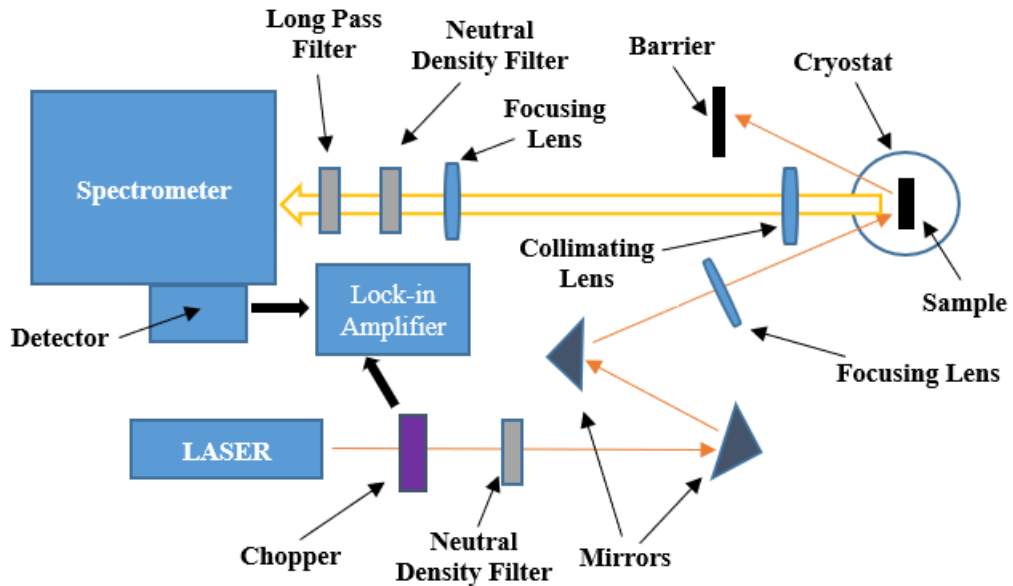 Long Pass
Filter
Neutral
Density Filter
Focusing
Lens
Barrier
Cryostat
Spectrometer
Collimating
Lens
Sample
Lock-in
Amplifier
Detector
Focusing Lens
LASER
Chopper
Neutral
Density Filter
Mirrors